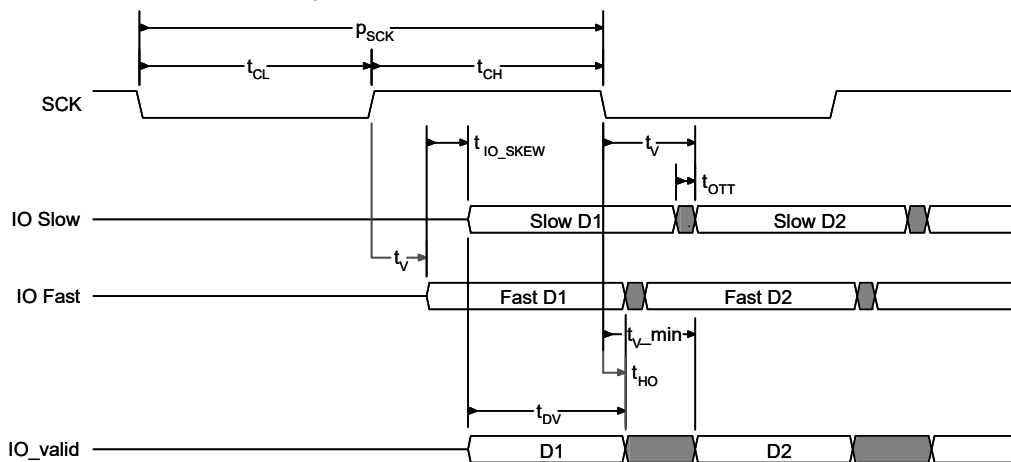 pSCK
tCL tCH
SCK
tIO_SKEW tV
tOTT
IO Slow Slow D1 Slow D2
tV
IO Fast Fast D1 Fast D2
tV_min
tHO
tDV
IO_valid D1 D2